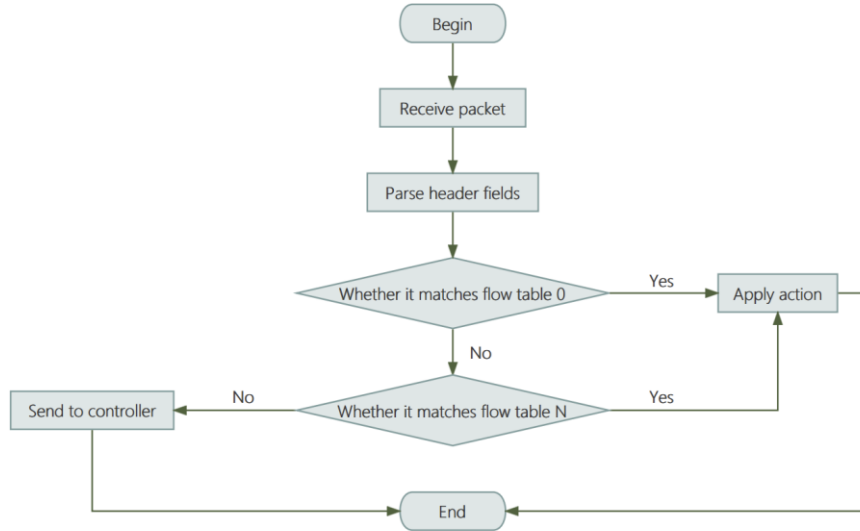 Begin
Receive packet
Parse header fields
Whether it matches flow table 0
Yes
Apply action
No
Send to controller
No
Whether it matches flow table N
Yes
End